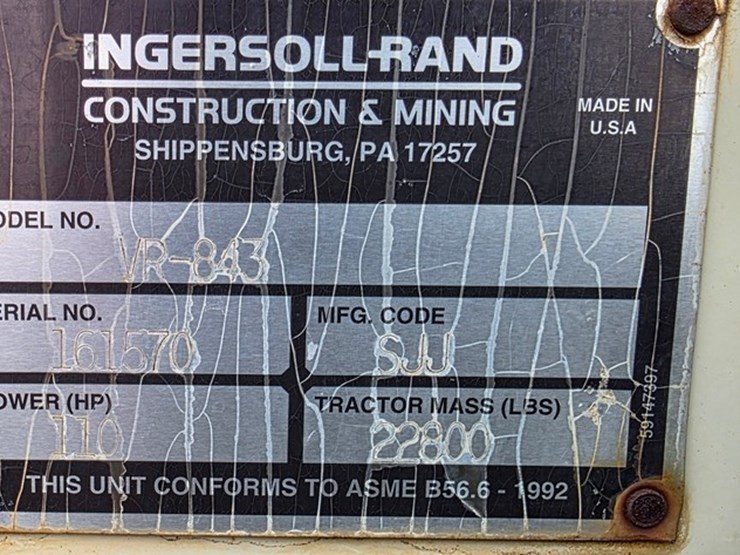 INGERSOLL-RAND
CONSTRUCTION & MINING
SHIPPENSBURG, PA 17257
MADE IN
U.S.A
ODEL NO.
VR-843
ERIAL NO.
161570
MFG. CODE
SJJ
OWER (HP)
110
TRACTOR MASS (LBS)
22800
59147397
THIS UNIT CONFORMS TO ASME B56.6 - 1992